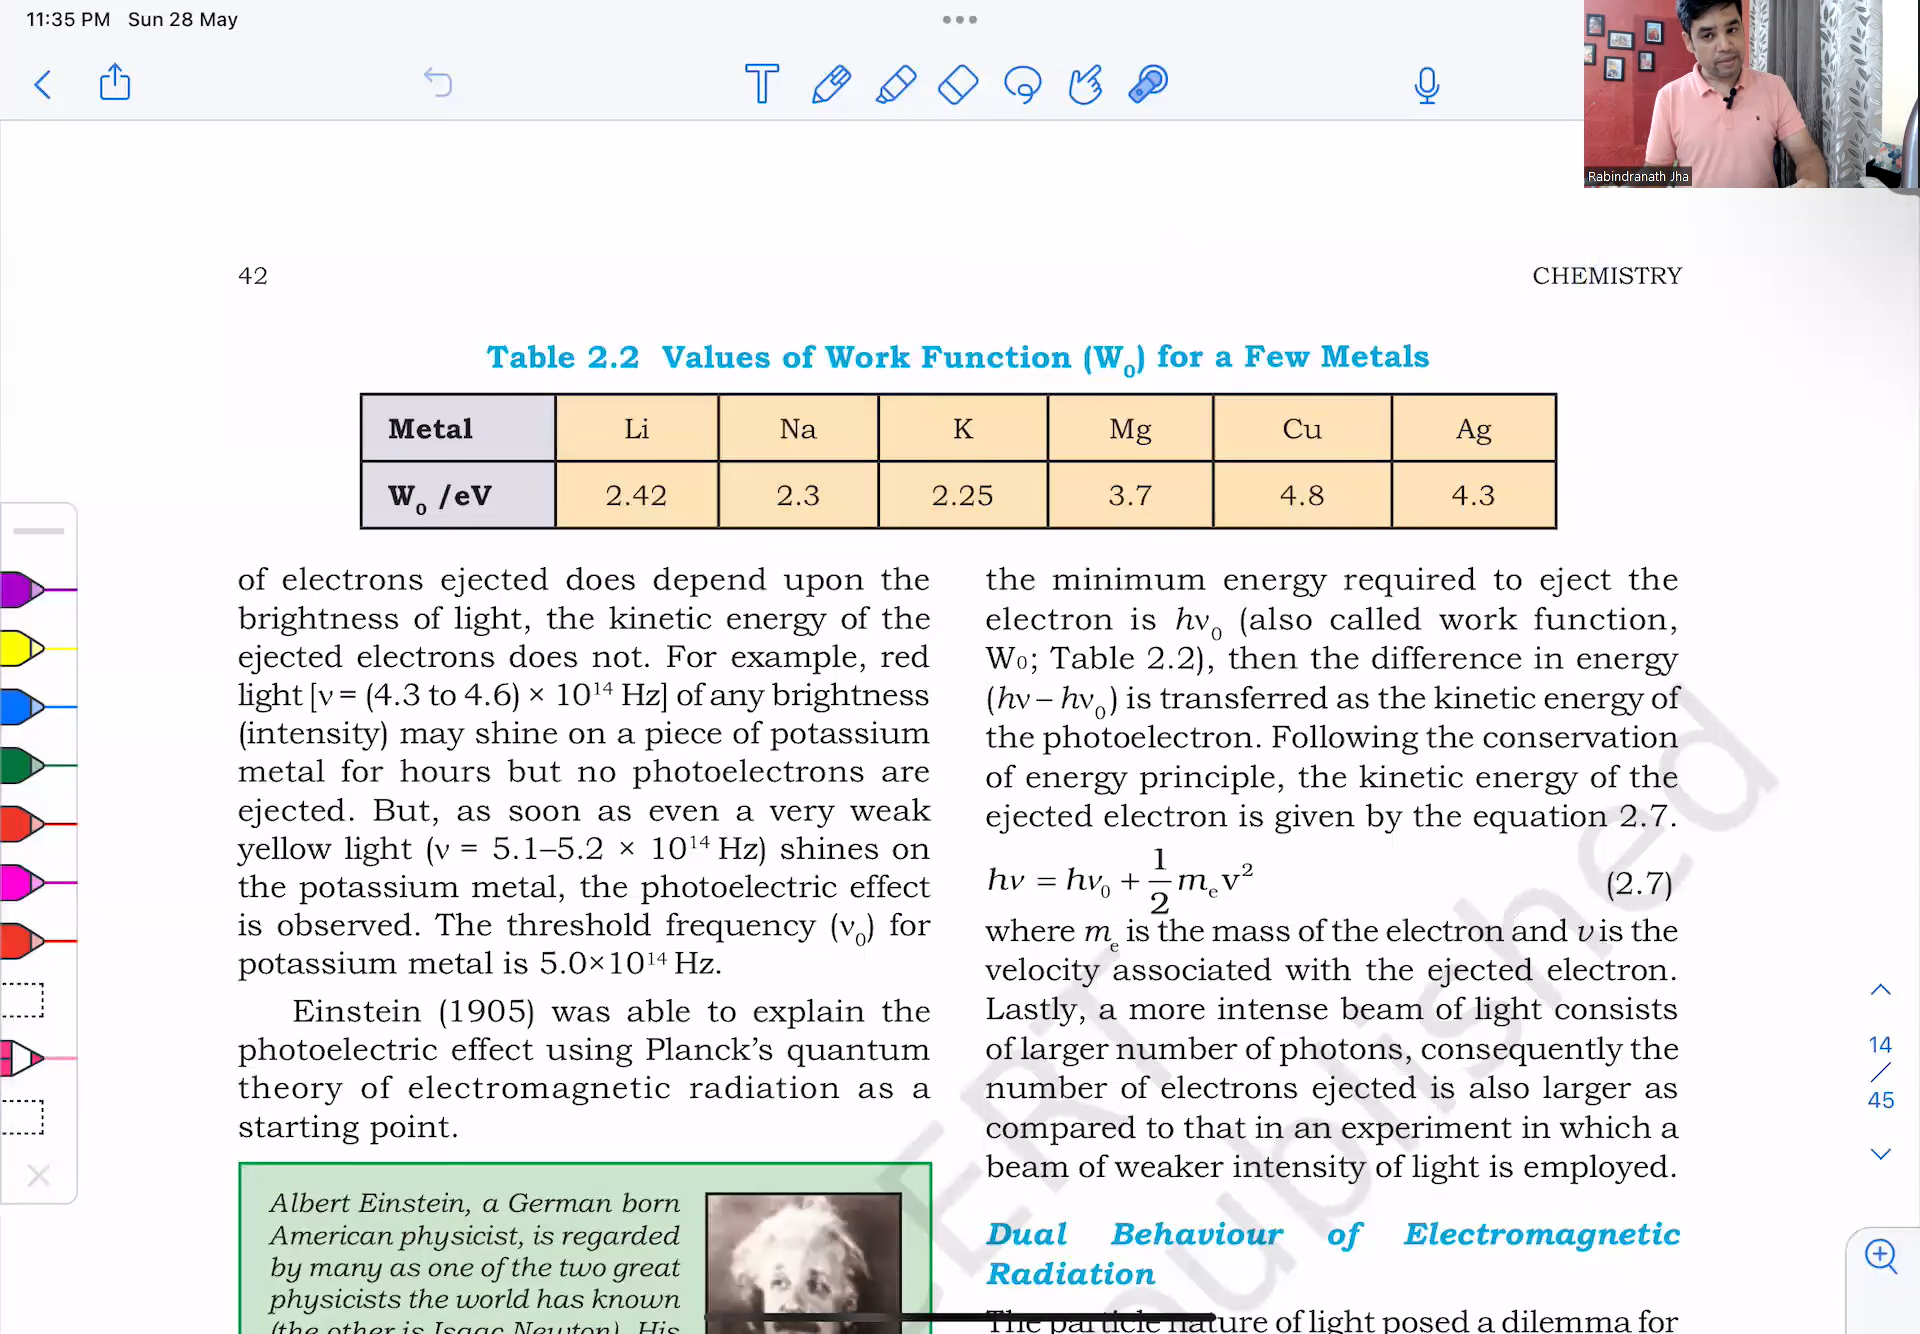 11:35 PM Sun 28 May
Rabindranath Jha
42
CHEMISTRY
Table 2.2 Values of Work Function (W₀) for a Few Metals
Metal Li Na K Mg Cu Ag
W₀ /eV 2.42 2.3 2.25 3.7 4.8 4.3
of electrons ejected does depend upon the
brightness of light, the kinetic energy of the
ejected electrons does not. For example, red
light [ν = (4.3 to 4.6) × 10¹⁴ Hz] of any brightness
(intensity) may shine on a piece of potassium
metal for hours but no photoelectrons are
ejected. But, as soon as even a very weak
yellow light (ν = 5.1–5.2 × 10¹⁴ Hz) shines on
the potassium metal, the photoelectric effect
is observed. The threshold frequency (ν₀) for
potassium metal is 5.0×10¹⁴ Hz.
Einstein (1905) was able to explain the
photoelectric effect using Planck’s quantum
theory of electromagnetic radiation as a
starting point.
Albert Einstein, a German born
American physicist, is regarded
by many as one of the two great
physicists the world has known
(the other is Isaac Newton). His
the minimum energy required to eject the
electron is hν₀ (also called work function,
W₀; Table 2.2), then the difference in energy
(hν – hν₀) is transferred as the kinetic energy of
the photoelectron. Following the conservation
of energy principle, the kinetic energy of the
ejected electron is given by the equation 2.7.
hν = hν₀ + 1/2 mₑv² (2.7)
where mₑ is the mass of the electron and υ is the
velocity associated with the ejected electron.
Lastly, a more intense beam of light consists
of larger number of photons, consequently the
number of electrons ejected is also larger as
compared to that in an experiment in which a
beam of weaker intensity of light is employed.
Dual Behaviour of Electromagnetic
Radiation
The particle nature of light posed a dilemma for
14
/
45